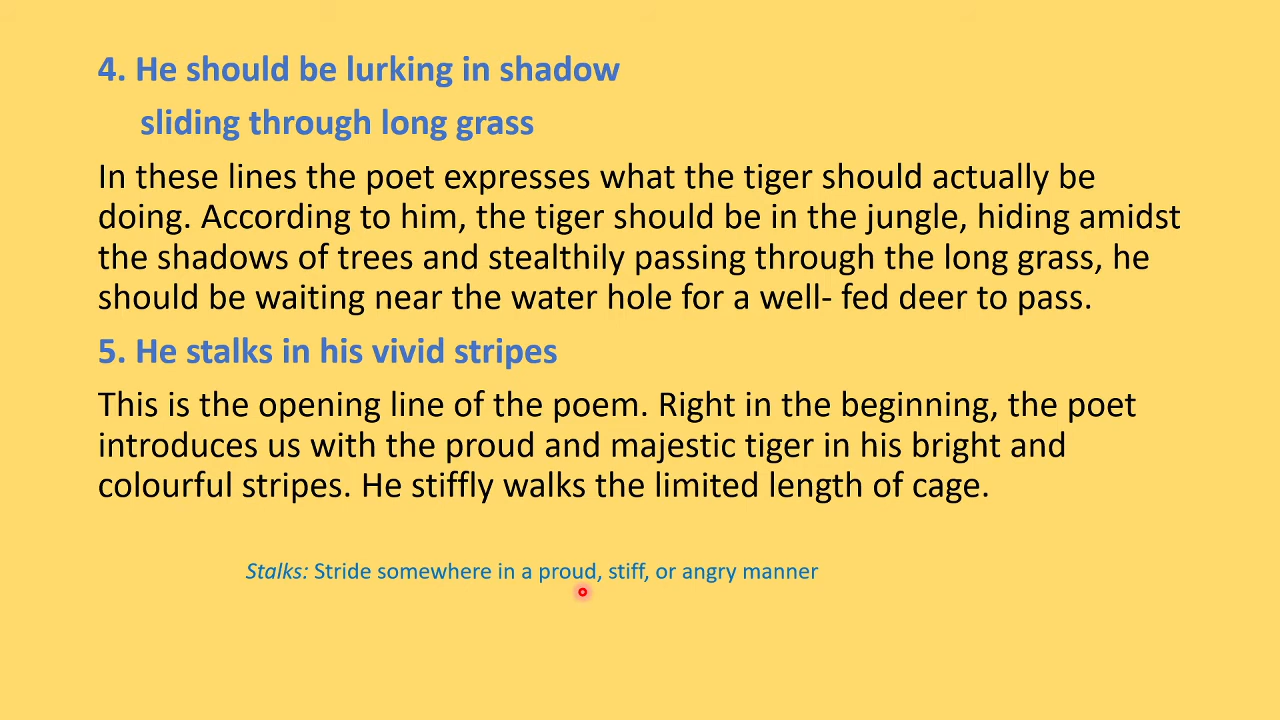 4. He should be lurking in shadow
sliding through long grass
In these lines the poet expresses what the tiger should actually be
doing. According to him, the tiger should be in the jungle, hiding amidst
the shadows of trees and stealthily passing through the long grass, he
should be waiting near the water hole for a well- fed deer to pass.
5. He stalks in his vivid stripes
This is the opening line of the poem. Right in the beginning, the poet
introduces us with the proud and majestic tiger in his bright and
colourful stripes. He stiffly walks the limited length of cage.
Stalks: Stride somewhere in a proud, stiff, or angry manner